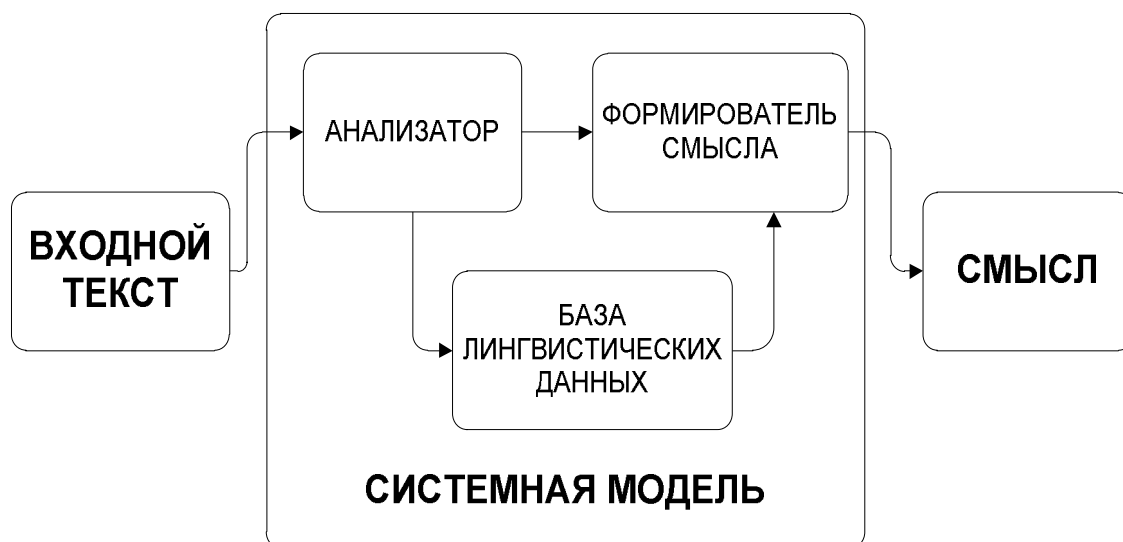 ВХОДНОЙ
ТЕКСТ
АНАЛИЗАТОР
ФОРМИРОВАТЕЛЬ
СМЫСЛА
БАЗА
ЛИНГВИСТИЧЕСКИХ
ДАННЫХ
СМЫСЛ
СИСТЕМНАЯ МОДЕЛЬ